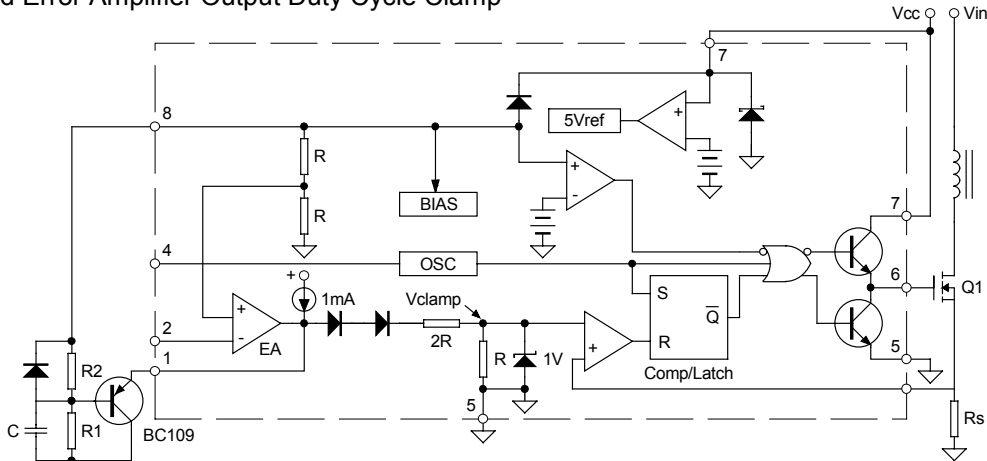 d Error Amplifier Output Duty Cycle Clamp
Vcc Vin
7
8
5Vref
+
R
+
-
R
BIAS
7
4
OSC
6
Q1
+
1mA
S
Q
Vclamp
+
2
-
EA
2R
R
1V
+
R
1
Comp/Latch
5
R2
5
R1
C
BC109
Rs